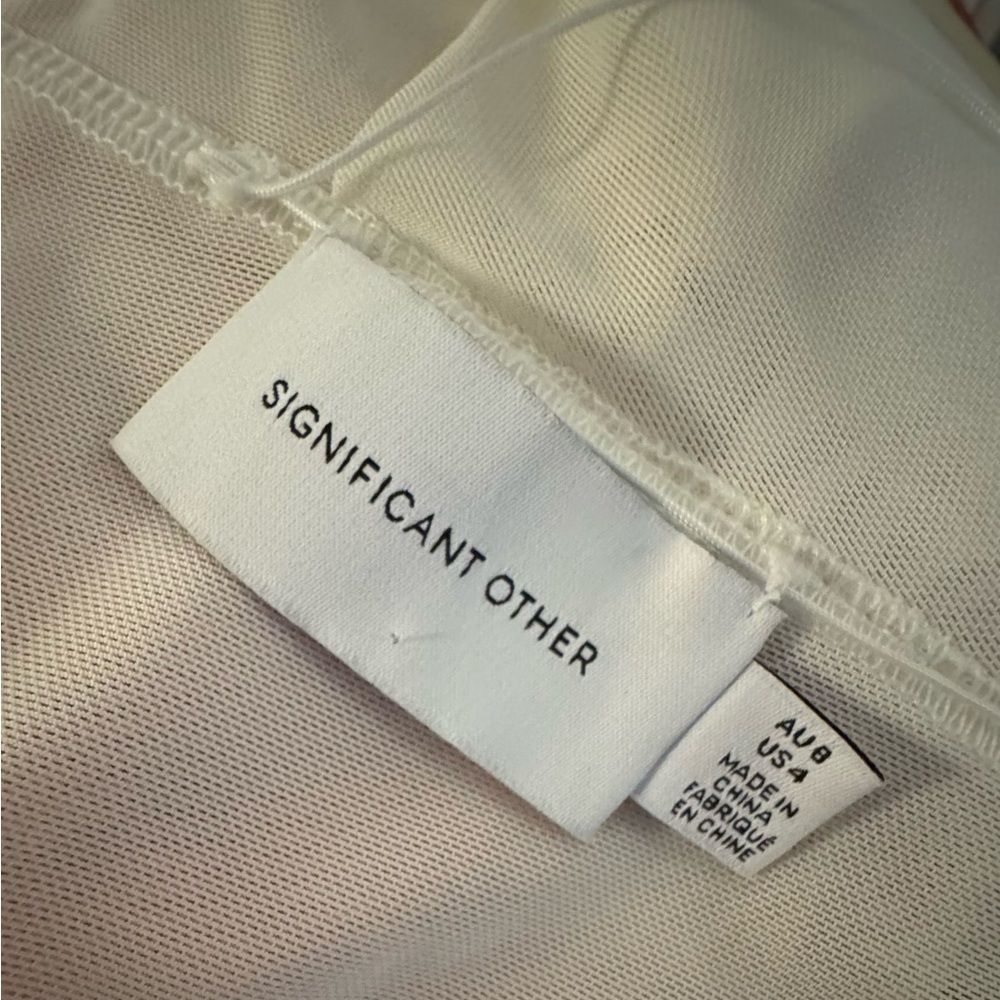 SIGNIFICANT OTHER
AU 8
US 4
MADE IN
CHINA
FABRIQUÉ
EN CHINE